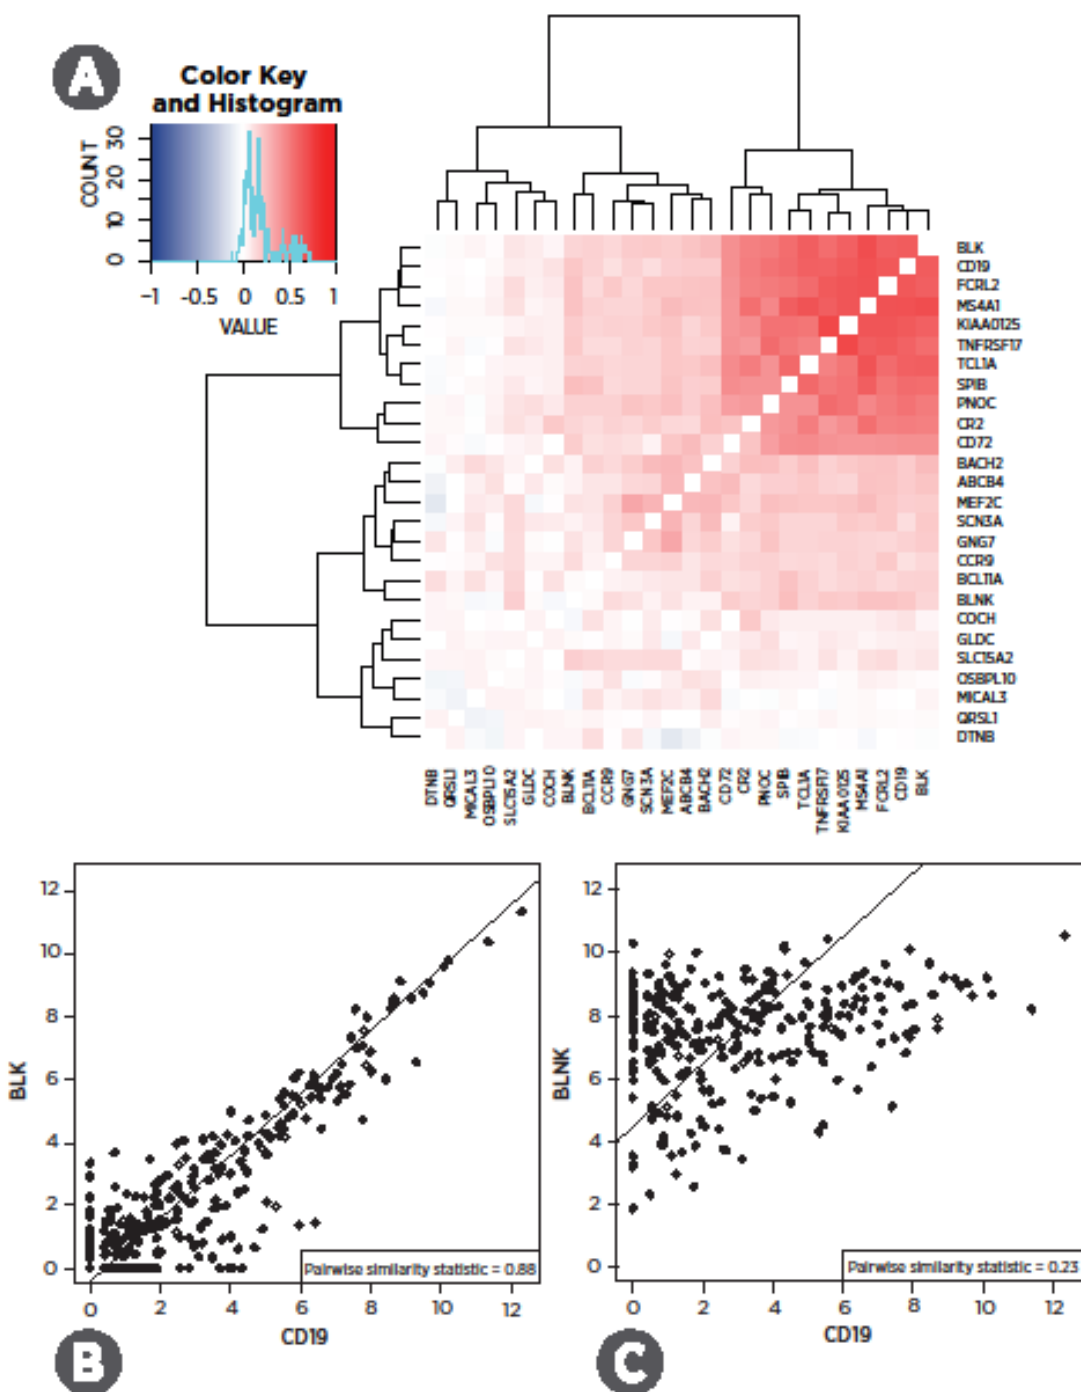 A
Color Key
and Histogram
COUNT
0
10
20
30
-1
-0.5
0
0.5
1
VALUE
BLK
CD19
FCRL2
MS4A1
KIAA0125
TNFRSF17
TCL1A
SPIB
PNOC
CR2
CD72
BACH2
ABCB4
MEF2C
SCN3A
GNG7
CCR9
BCL11A
BLNK
COCH
GLDC
SLC15A2
OSBPL10
MICAL3
QRSL1
DTNB
DTNB
QRSL1
MICAL3
OSBPL10
SLC15A2
GLDC
COCH
BLNK
BCL11A
CCR9
GNG7
SCN3A
MEF2C
ABCB4
BACH2
CD72
CR2
PNOC
SPIB
TCL1A
TNFRSF17
KIAA0125
MS4A1
FCRL2
CD19
BLK
BLK
12
10
8
6
4
2
0
Pairwise similarity statistic = 0.88
0 2 4 6 8 10 12
CD19
B
BLNK
12
10
8
6
4
2
0
Pairwise similarity statistic = 0.23
0 2 4 6 8 10 12
CD19
C